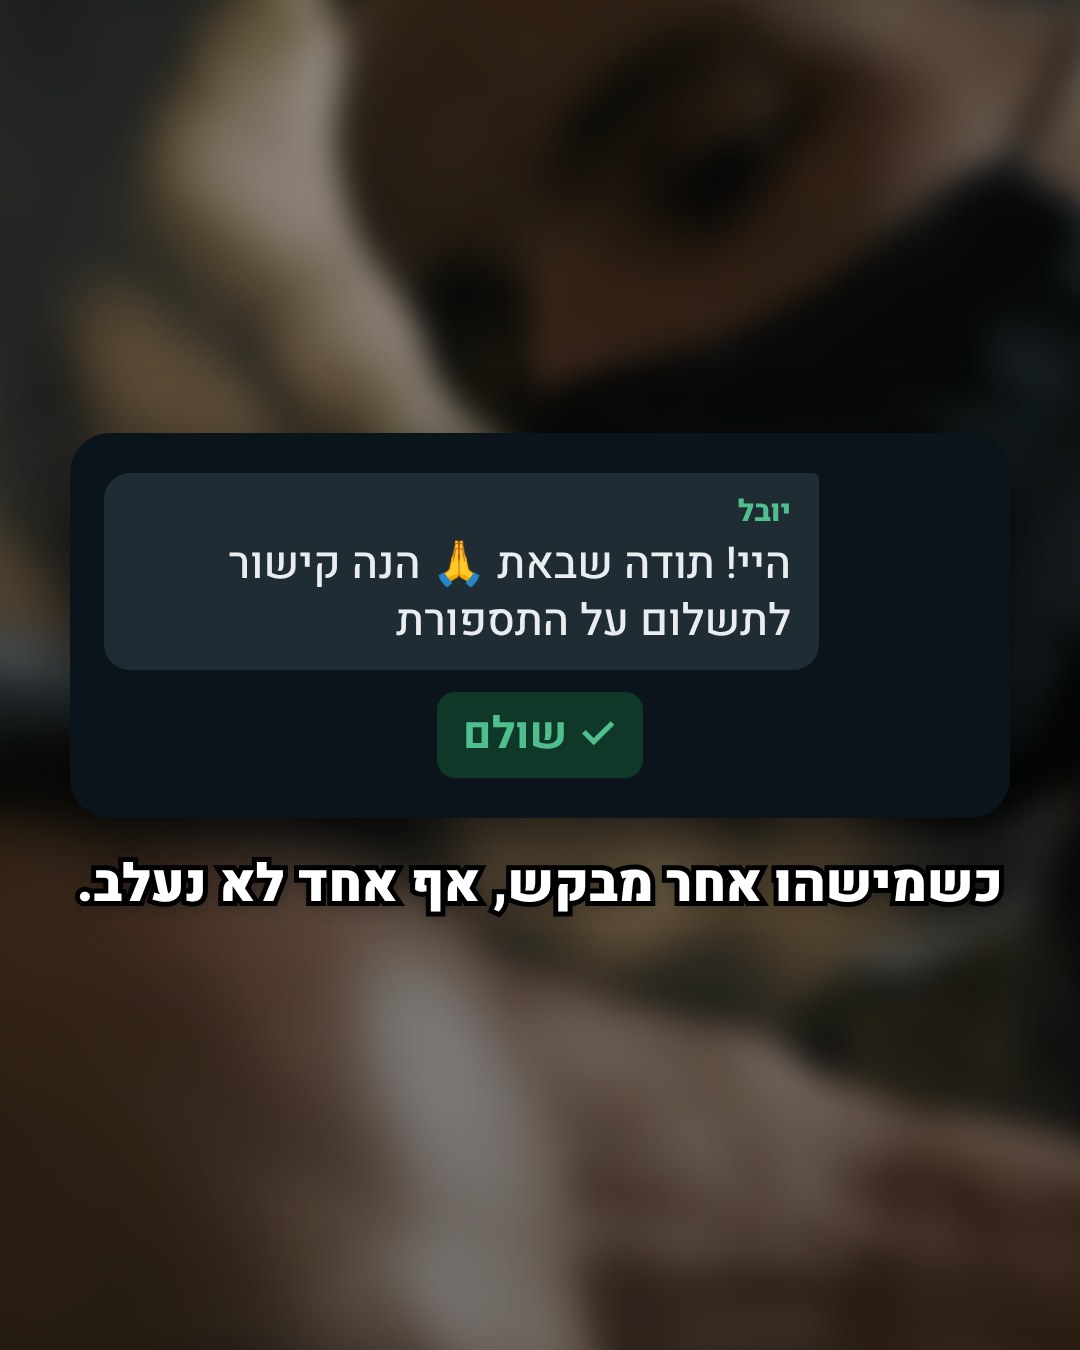 יובל
היי! תודה שבאת 🙏 הנה קישור
לתשלום על התספורת
✓ שולם
כשמישהו אחר מבקש, אף אחד לא נעלב.